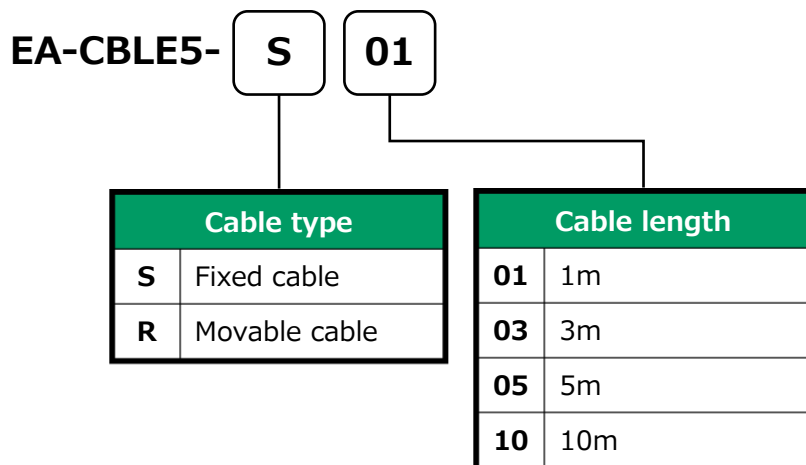 EA-CBLE5- S 01
Cable type
S Fixed cable
R Movable cable
Cable length
01 1m
03 3m
05 5m
10 10m